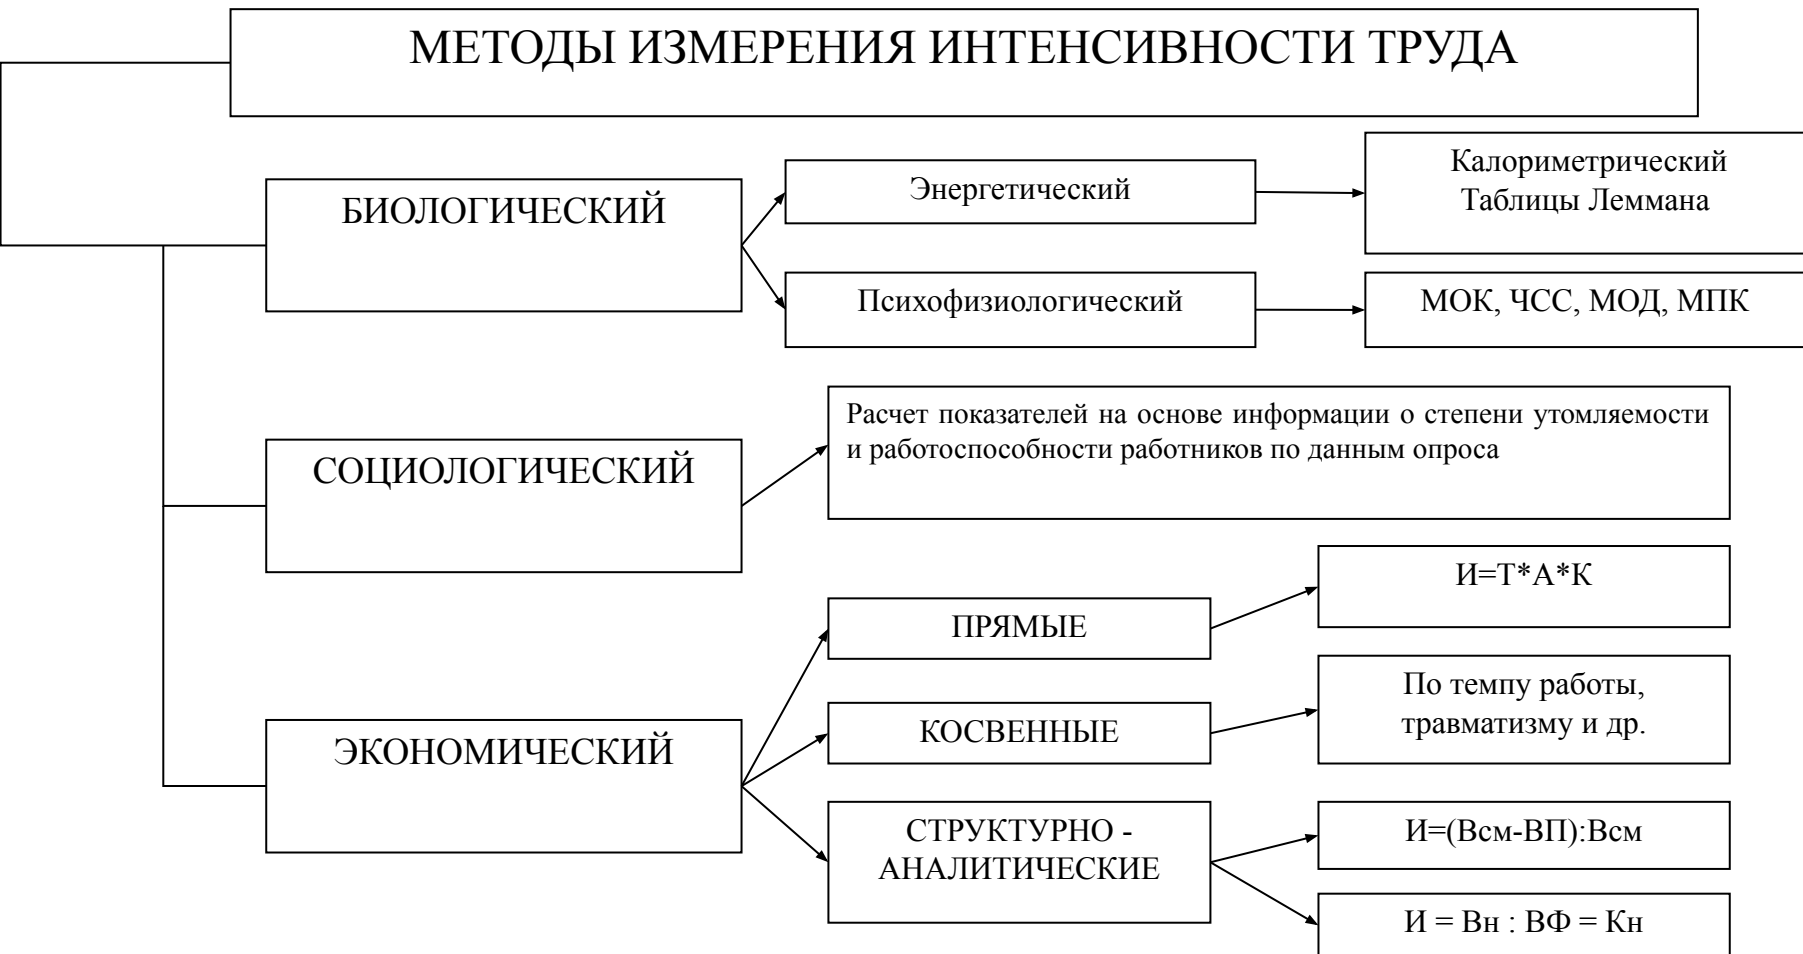 МЕТОДЫ ИЗМЕРЕНИЯ ИНТЕНСИВНОСТИ ТРУДА
БИОЛОГИЧЕСКИЙ
Энергетический
Калориметрический
Таблицы Леммана
Психофизиологический
МОК, ЧСС, МОД, МПК
СОЦИОЛОГИЧЕСКИЙ
Расчет показателей на основе информации о степени утомляемости
и работоспособности работников по данным опроса
ЭКОНОМИЧЕСКИЙ
ПРЯМЫЕ
И=Т*А*К
КОСВЕННЫЕ
По темпу работы,
травматизму и др.
СТРУКТУРНО -
АНАЛИТИЧЕСКИЕ
И=(Всм-ВП):Всм
И = Вн : ВФ = Кн